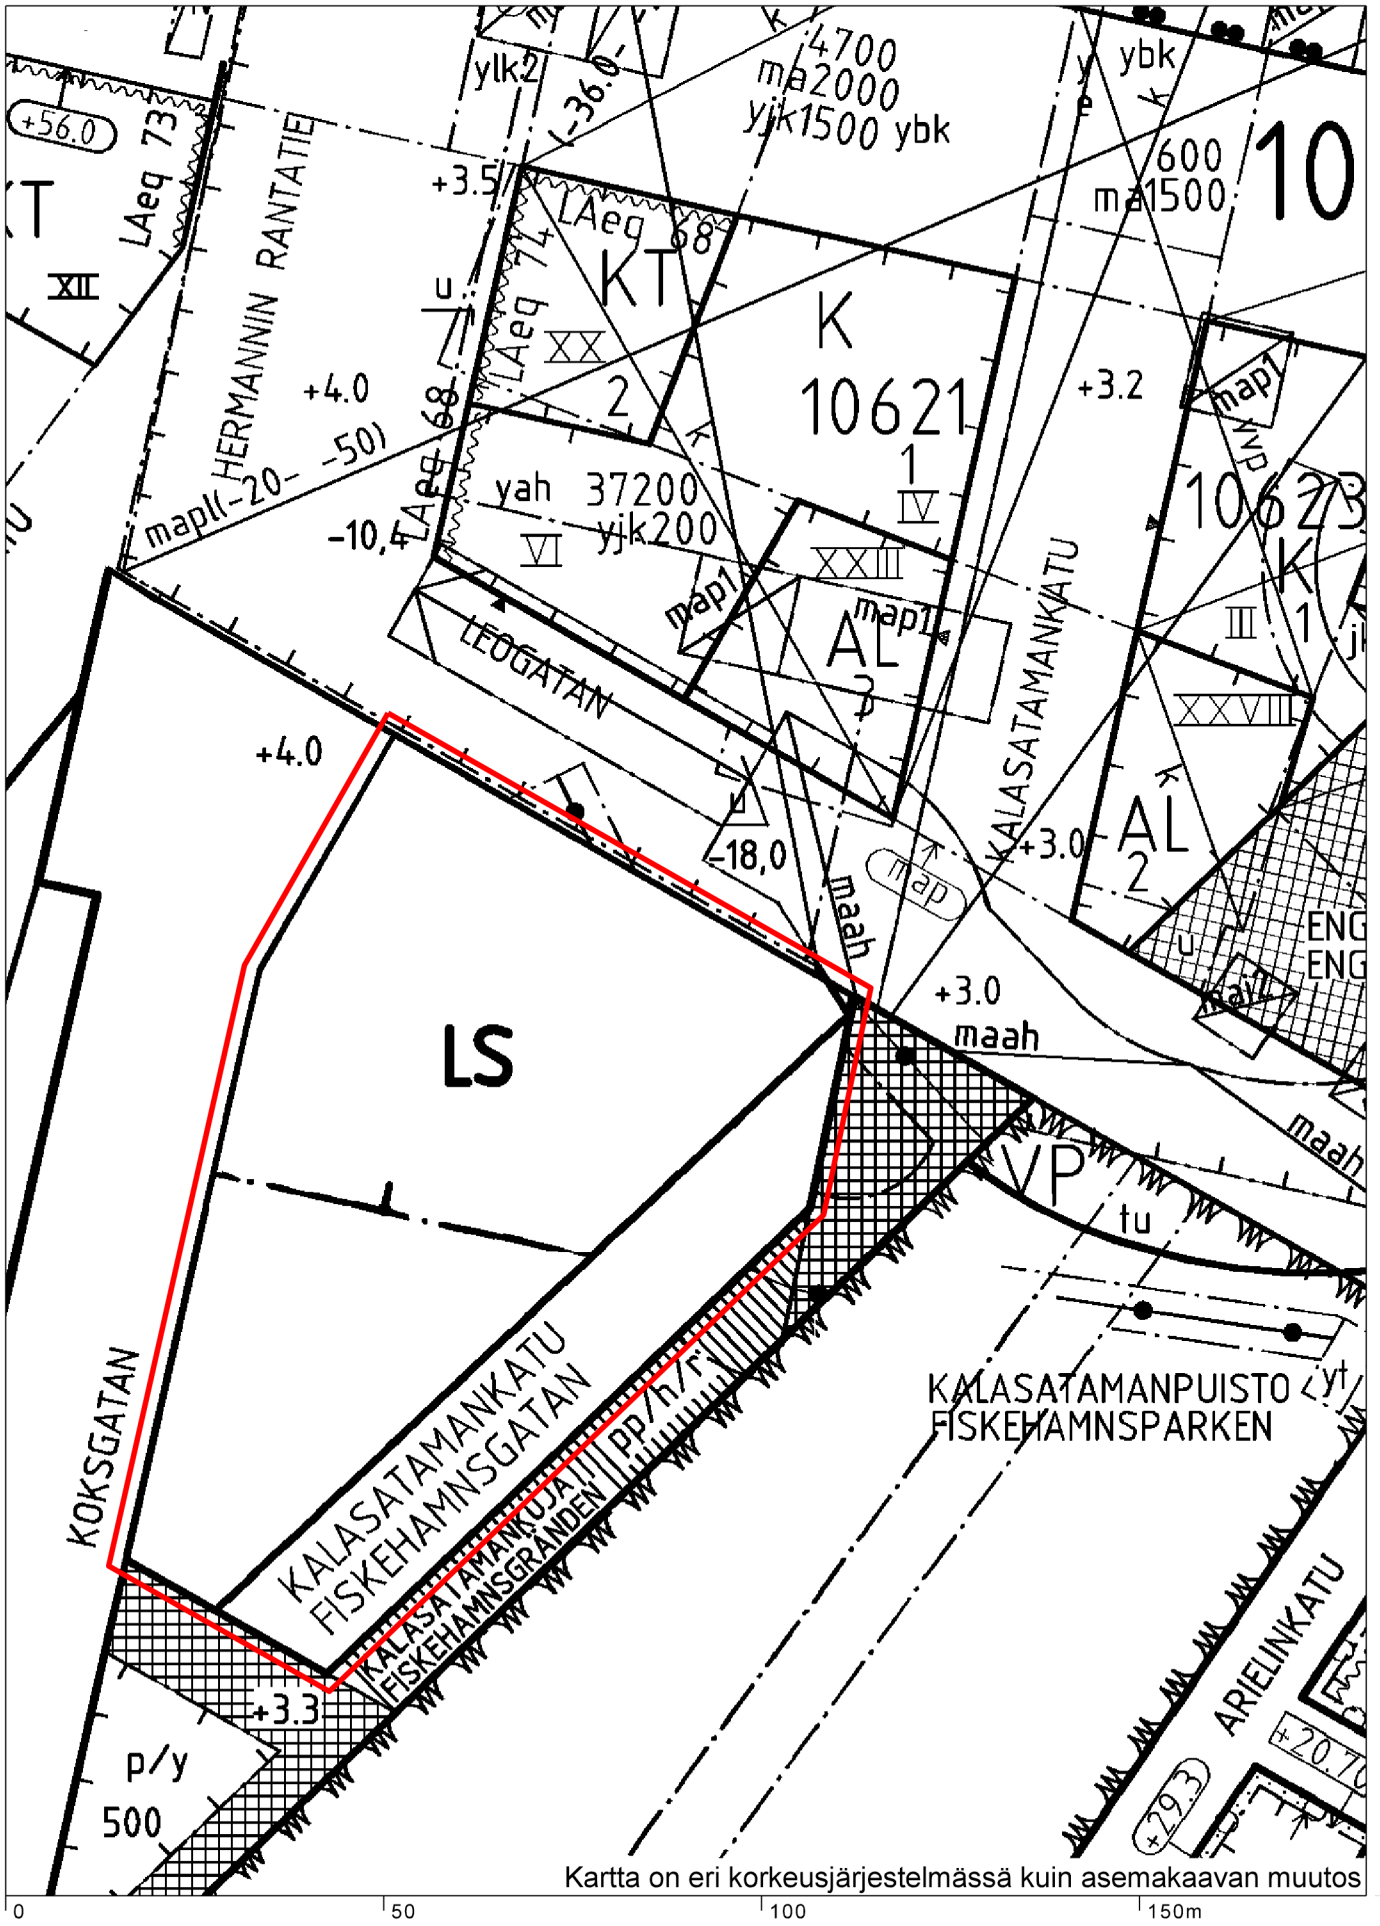 ylk2
(-36.0-
4700
ma2000
yjk1500 ybk
ybk
k
k
600
ma1500
10
+56.0
LAeq 73
XII
HERMANNIN RANTATIE
+3.5
LAeq 68
LAeq 74
KT
XX
2
u
K
10621
1
IV
+4.0
+3.2
map1
yvp
10623
K
1
III
mapl(-20- -50)
LAeq 68
-10,4
yah
37200
yjk200
VI
k
map1
XXIII
map1
AL
3
LEOGATAN
KALASATAMANKATU
XXVIII
k
AL
2
+4.0
u
-18,0
map
+3.0
maah
u
ENG
ENG
maj2
+3.0
maah
maah
LS
VP
tu
KALASATAMANPUISTO
FISKEHAMNSPARKEN
yt
KOKSGATAN
KALASATAMANKATU
FISKEHAMNSGATAN
KALASATAMANKUJA
FISKEHAMNSGRÄNDEN
pp/h/r
+3.3
p/y
500
ARIELINKATU
+20.70
+29.3
Kartta on eri korkeusjärjestelmässä kuin asemakaavan muutos
0 50 100 150m